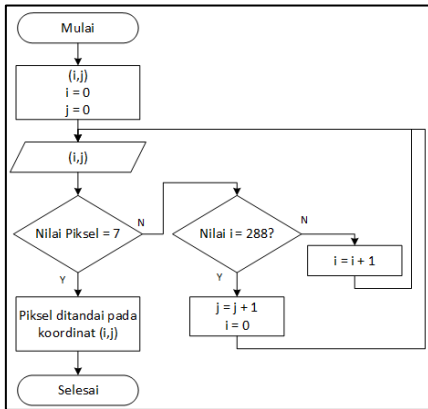 Mulai
(i,j)
i = 0
j = 0
(i,j)
Nilai Piksel = 7
N
Y
Nilai i = 288?
N
Y
i = i + 1
j = j + 1
i = 0
Piksel ditandai pada
koordinat (i,j)
Selesai